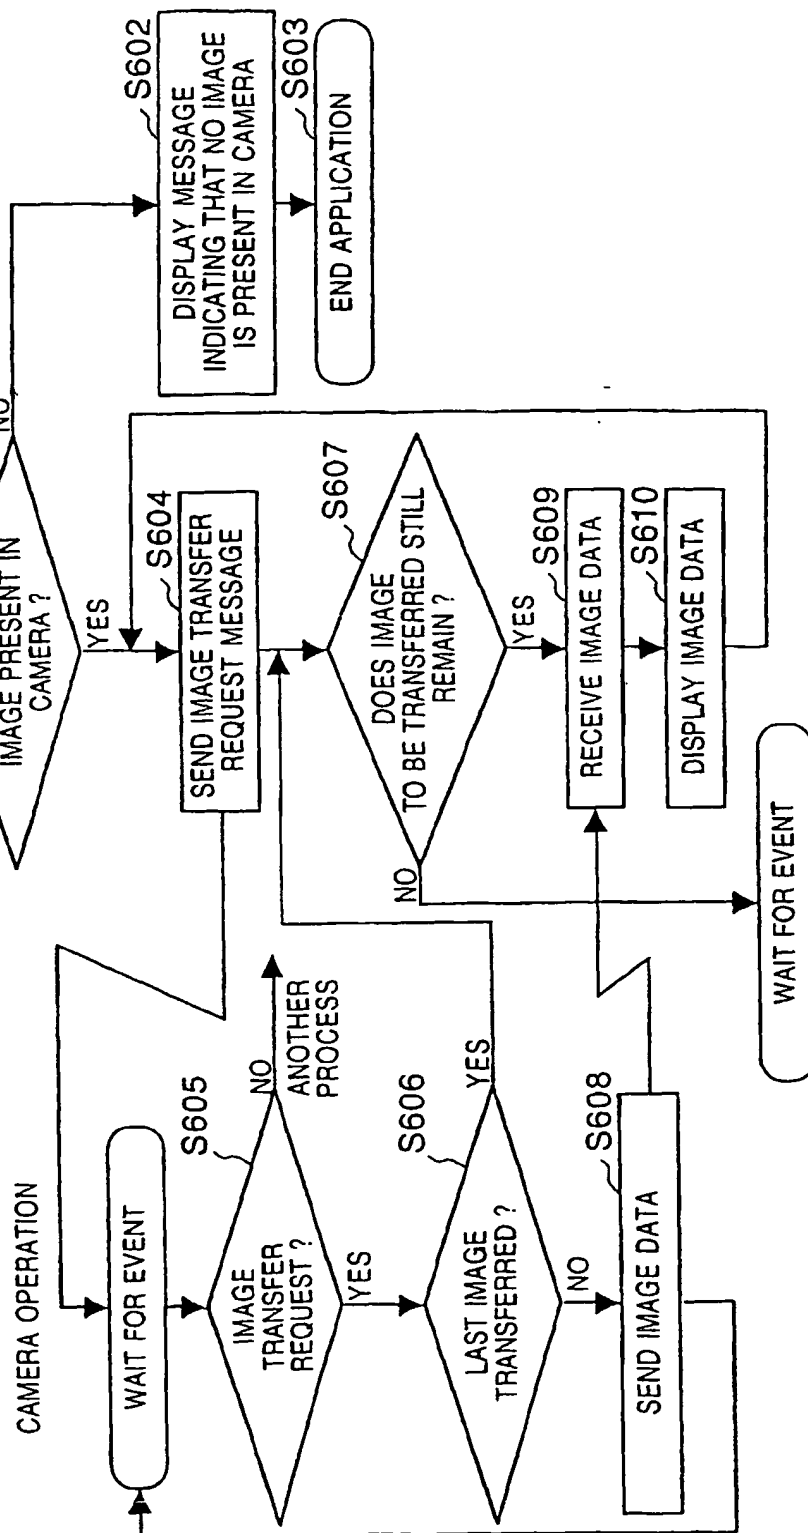 NO
IMAGE PRESENT IN
CAMERA ?
YES
S602
DISPLAY MESSAGE
INDICATING THAT NO IMAGE
IS PRESENT IN CAMERA
S603
END APPLICATION
S604
SEND IMAGE TRANSFER
REQUEST MESSAGE
S607
DOES IMAGE
TO BE TRANSFERRED STILL
REMAIN ?
YES
NO
S609
RECEIVE IMAGE DATA
S610
DISPLAY IMAGE DATA
WAIT FOR EVENT
CAMERA OPERATION
WAIT FOR EVENT
S605
IMAGE
TRANSFER
REQUEST ?
NO
ANOTHER
PROCESS
YES
S606
LAST IMAGE
TRANSFERRED ?
YES
NO
S608
SEND IMAGE DATA